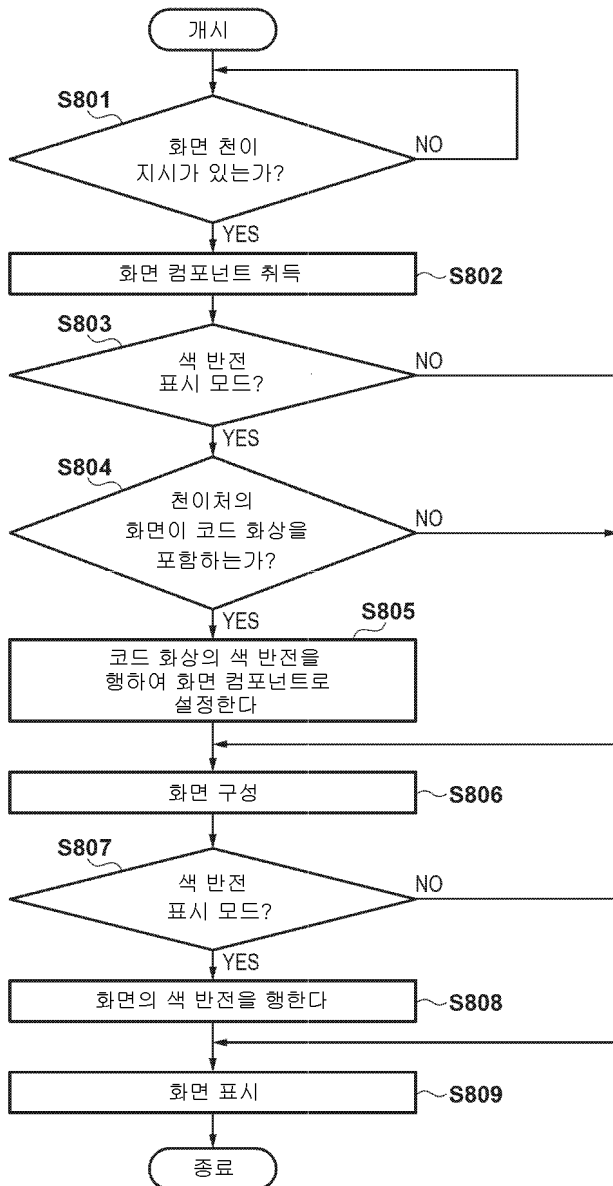 개시
S801
화면 천이
지시가 있는가?
NO
YES
화면 컴포넌트 취득
S802
S803
색 반전
표시 모드?
NO
YES
S804
천이처의
화면이 코드 화상을
포함하는가?
NO
YES
S805
코드 화상의 색 반전을
행하여 화면 컴포넌트로
설정한다
화면 구성
S806
S807
색 반전
표시 모드?
NO
YES
화면의 색 반전을 행한다
S808
화면 표시
S809
종료